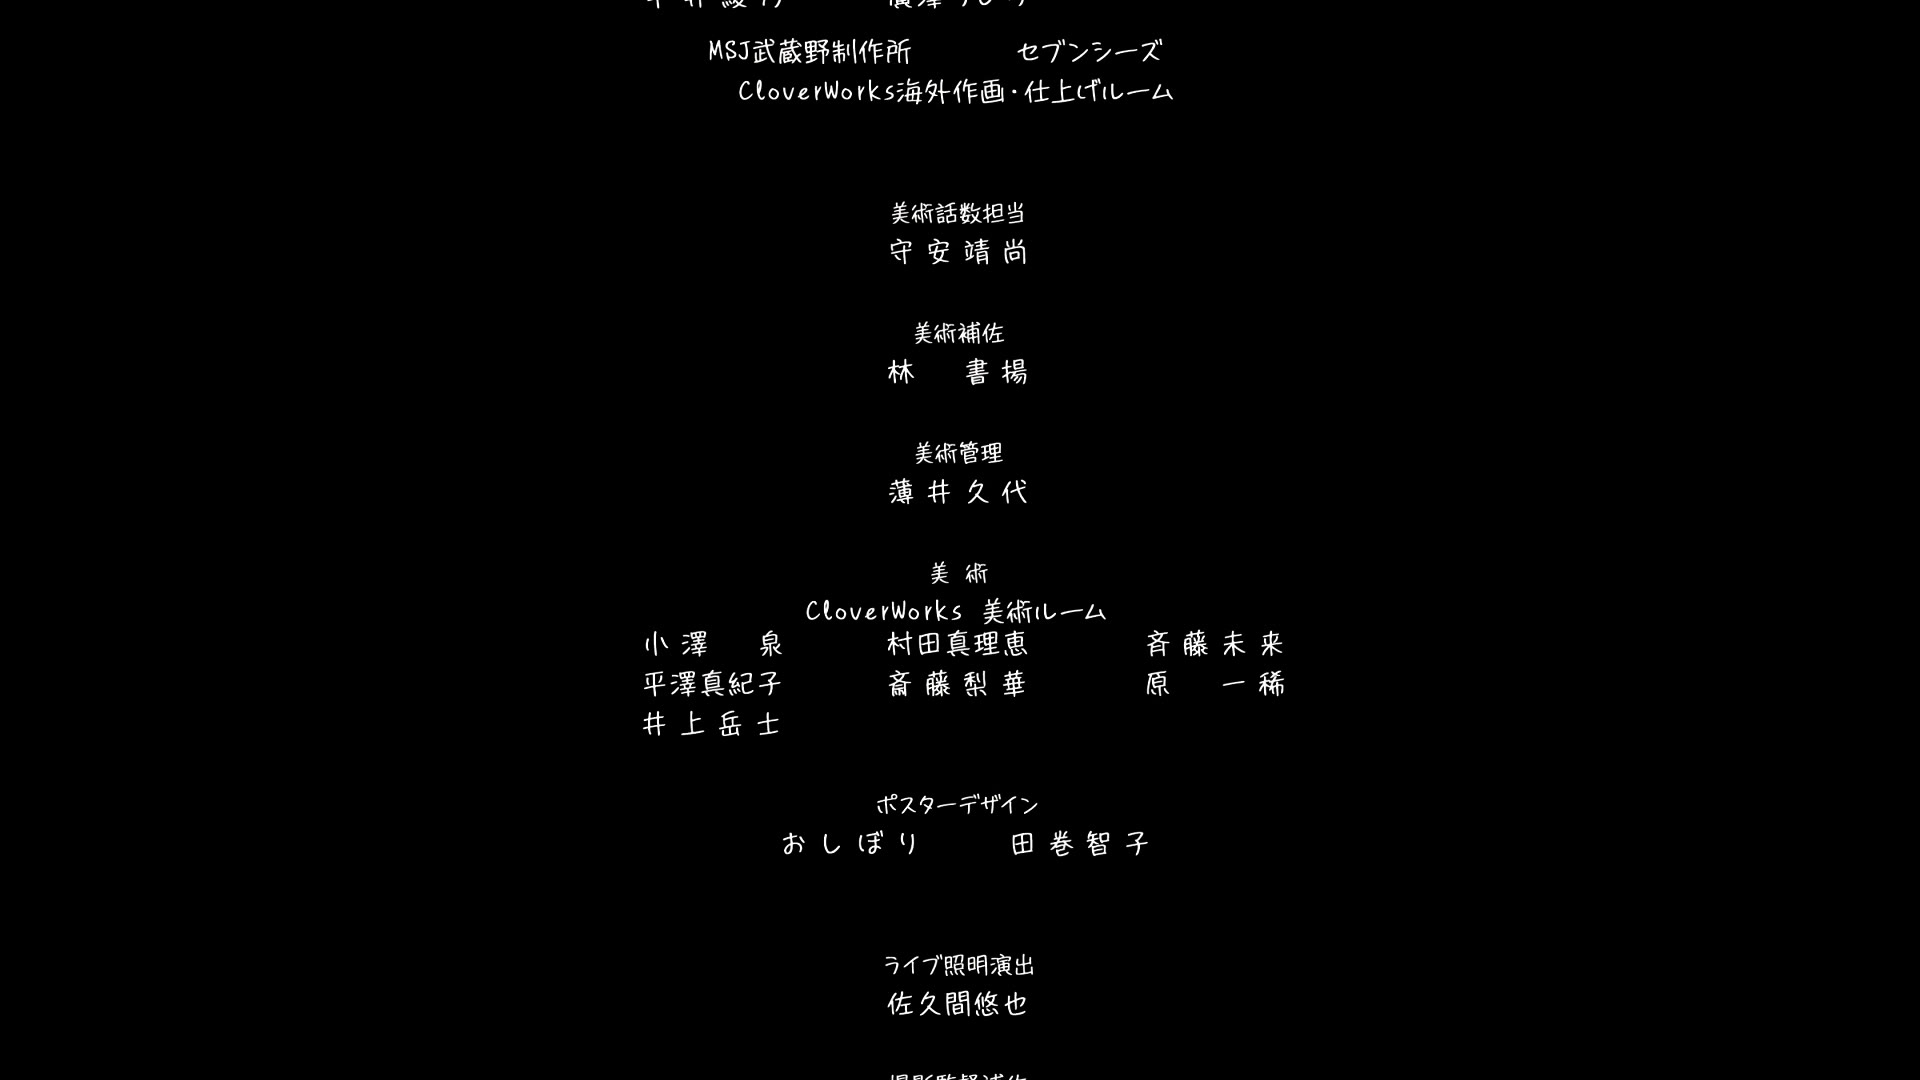 MSJ武蔵野制作所 セブンシーズ
CloverWorks海外作画・仕上げルーム
美術話数担当
守安靖尚
美術補佐
林 書揚
美術管理
薄井久代
美術
CloverWorks 美術ルーム
小澤 泉 村田真理恵 斉藤未来
平澤真紀子 斎藤梨華 原 一稀
井上岳士
ポスターデザイン
おしぼり 田巻智子
ライブ照明演出
佐久間悠也